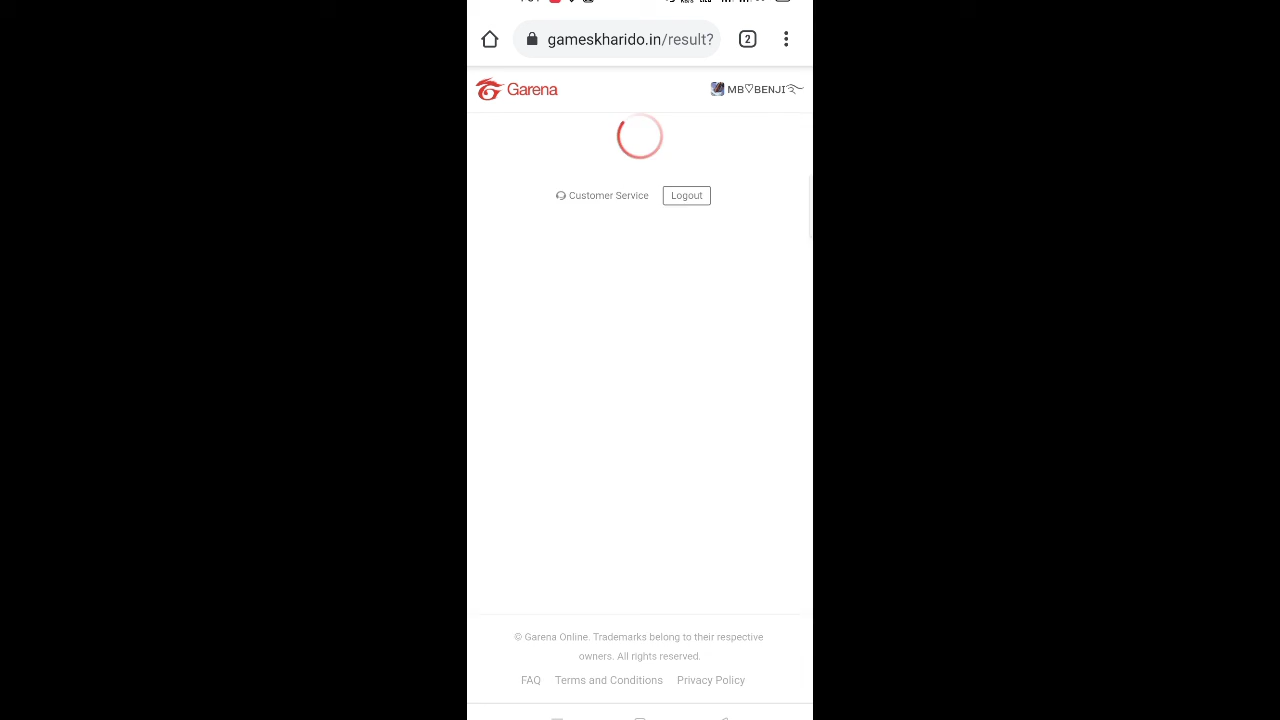 gameskharido.in/result?
2
Garena
MB♡BENJI࿐
Customer Service
Logout
© Garena Online. Trademarks belong to their respective
owners. All rights reserved.
FAQ Terms and Conditions Privacy Policy